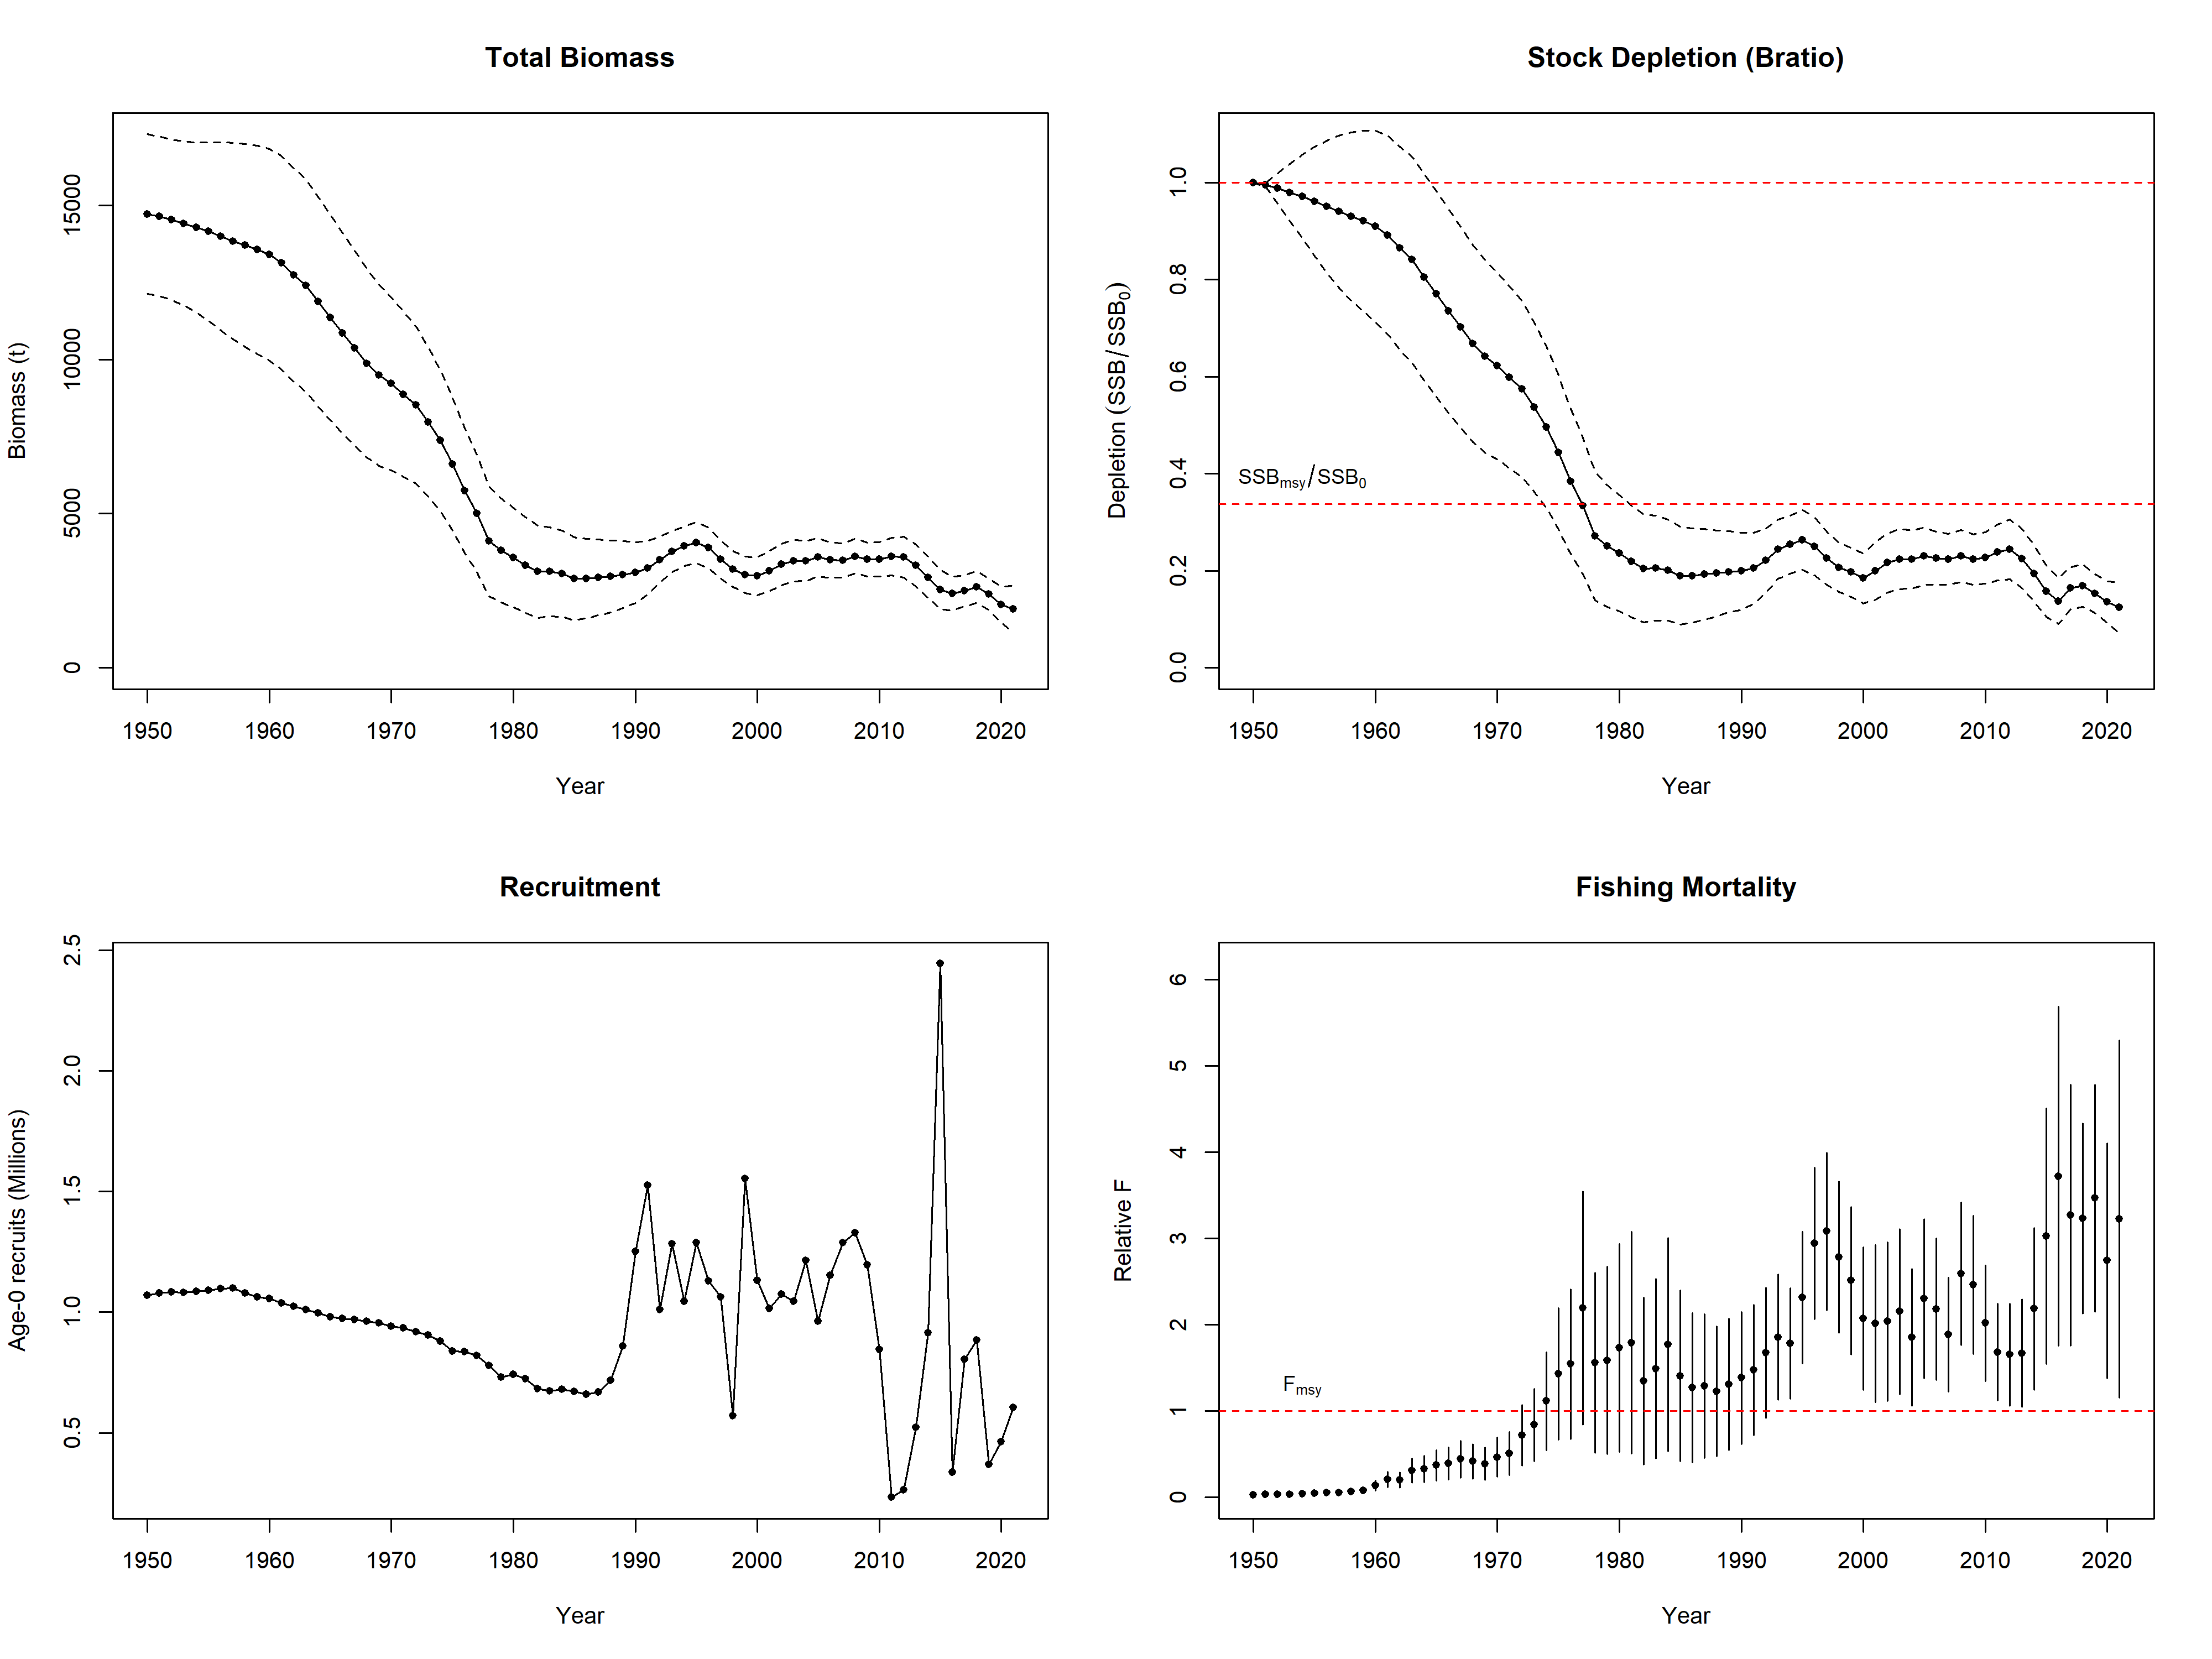 Total Biomass
Biomass (t)
15000
10000
5000
0
1950 1960 1970 1980 1990 2000 2010 2020
Year
Stock Depletion (Bratio)
Depletion (SSB/SSB0)
1.0
0.8
0.6
0.4
0.2
0.0
SSBmsy/SSB0
1950 1960 1970 1980 1990 2000 2010 2020
Year
Recruitment
Age-0 recruits (Millions)
2.5
2.0
1.5
1.0
0.5
1950 1960 1970 1980 1990 2000 2010 2020
Year
Fishing Mortality
Relative F
6
5
4
3
2
1
0
Fmsy
1950 1960 1970 1980 1990 2000 2010 2020
Year